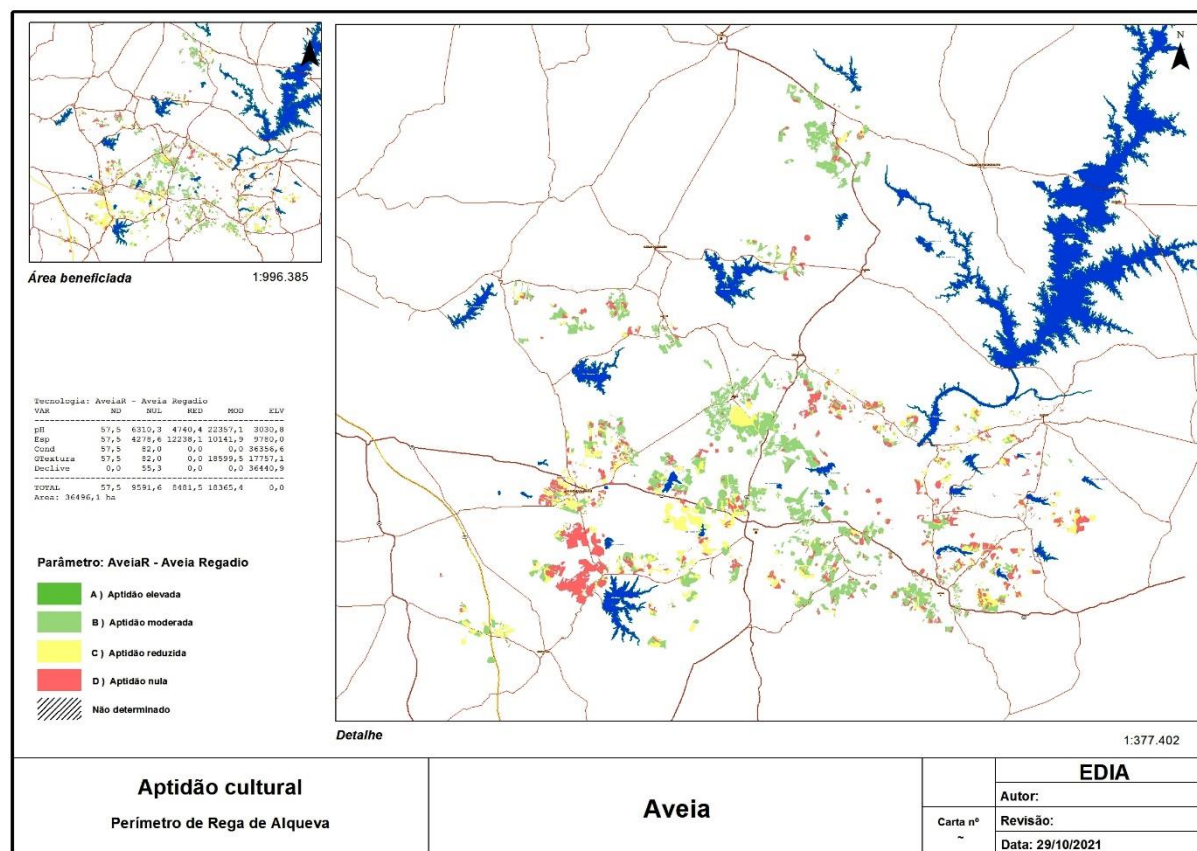 N
N
Área beneficiada
1:996.385
Tecnologia: AveiaR - Aveia Regadio
VAR ND NUL RED MOD ELV
pH 57,5 6310,3 4740,4 22357,1 3030,8
Esp 57,5 4278,6 12238,1 10141,9 9780,0
Cond 57,5 82,0 0,0 0,0 36356,6
GTextura 57,5 82,0 0,0 18599,5 17757,1
Declive 0,0 55,3 0,0 0,0 36440,9
TOTAL 57,5 9591,6 8481,5 18365,4 0,0
Area: 36496,1 ha
Parâmetro: AveiaR - Aveia Regadio
A ) Aptidão elevada
B ) Aptidão moderada
C ) Aptidão reduzida
D ) Aptidão nula
Não determinado
Detalhe
1:377.402
Aptidão cultural
Perímetro de Rega de Alqueva
Aveia
Carta nº
~
EDIA
Autor:
Revisão:
Data: 29/10/2021